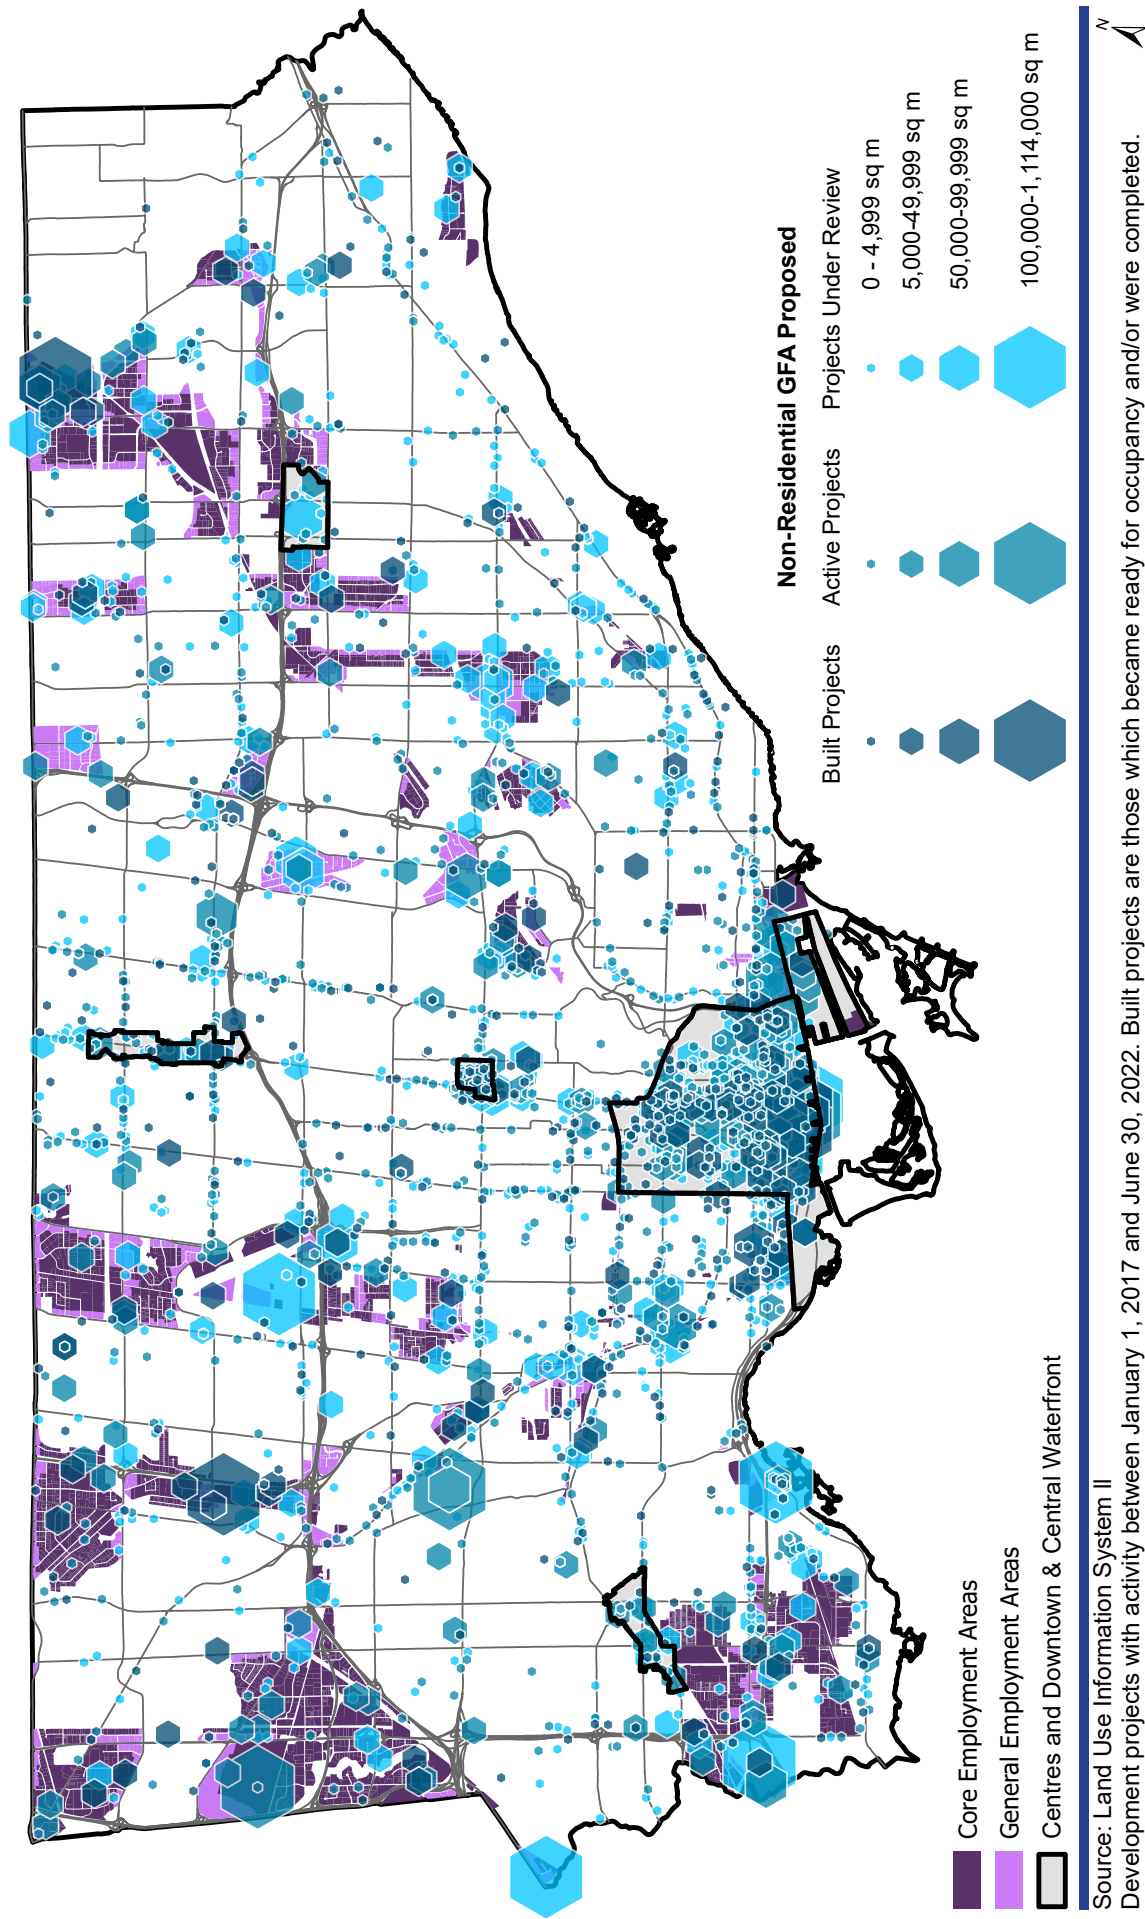 Non-Residential GFA Proposed
Built Projects
Active Projects
Projects Under Review
0 - 4,999 sq m
5,000-49,999 sq m
50,000-99,999 sq m
100,000-1,114,000 sq m
Core Employment Areas
General Employment Areas
Centres and Downtown & Central Waterfront
N
Source: Land Use Information System II
Development projects with activity between January 1, 2017 and June 30, 2022. Built projects are those which became ready for occupancy and/or were completed.